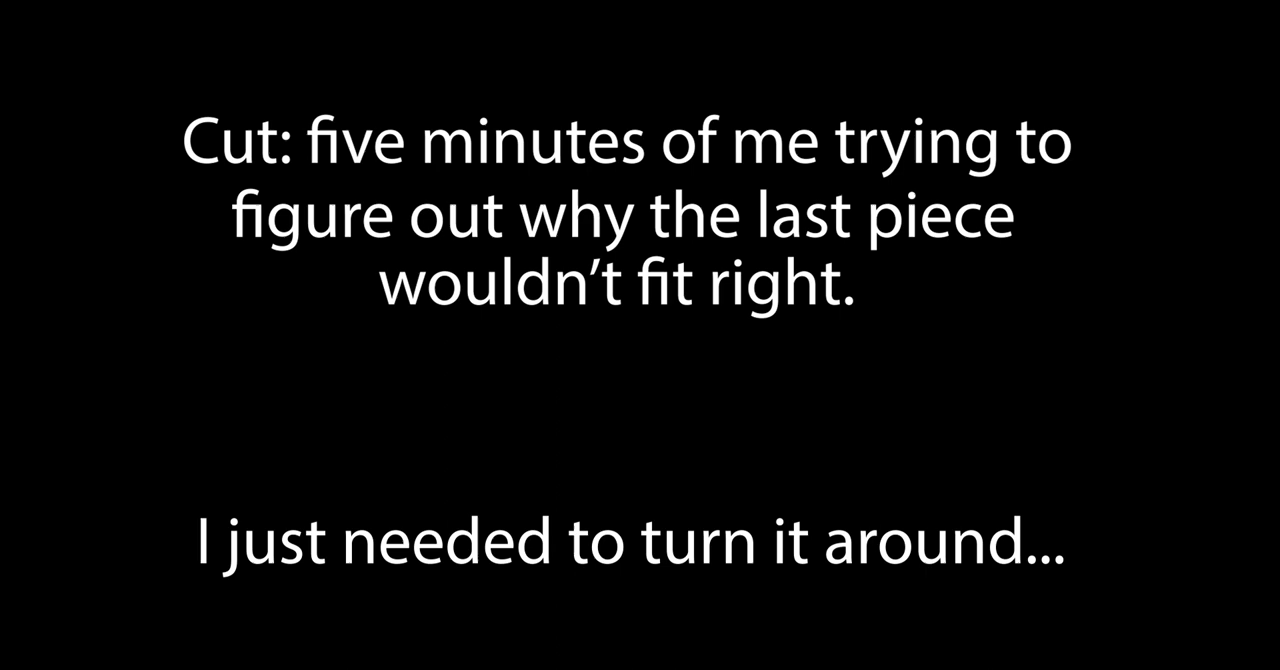 Cut: five minutes of me trying to
figure out why the last piece
wouldn’t fit right.
I just needed to turn it around...